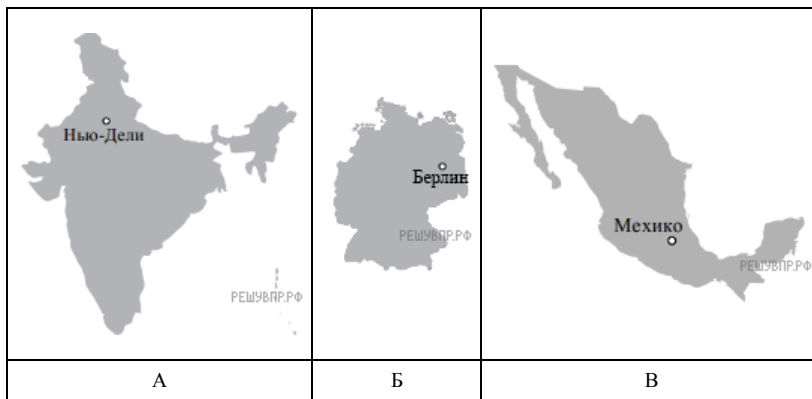 Нью-Дели
РЕШУВПР.РФ
Берлин
РЕШУВПР.РФ
Мехико
РЕШУВПР.РФ
А
Б
В